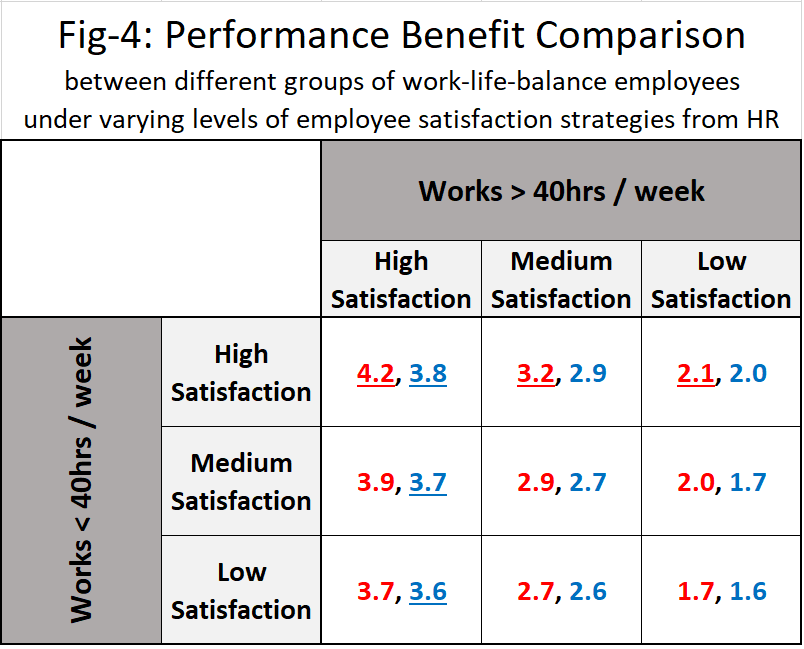 Fig-4: Performance Benefit Comparison
between different groups of work-life-balance employees
under varying levels of employee satisfaction strategies from HR
Works > 40hrs / week
High Satisfaction
Medium Satisfaction
Low Satisfaction
Works < 40hrs / week
High Satisfaction
4.2, 3.8
3.2, 2.9
2.1, 2.0
Medium Satisfaction
3.9, 3.7
2.9, 2.7
2.0, 1.7
Low Satisfaction
3.7, 3.6
2.7, 2.6
1.7, 1.6